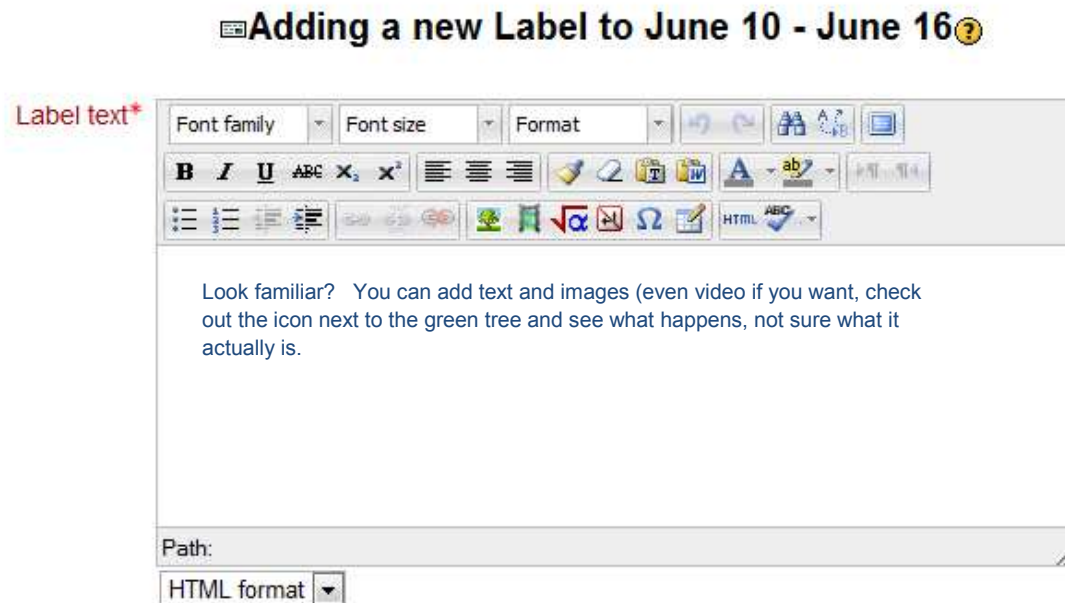 Adding a new Label to June 10 - June 16
Label text*
Font family Font size Format
B I U ABC X₂ x² A ab
HTML ABC
Look familiar?   You can add text and images (even video if you want, check
out the icon next to the green tree and see what happens, not sure what it
actually is.
Path:
HTML format